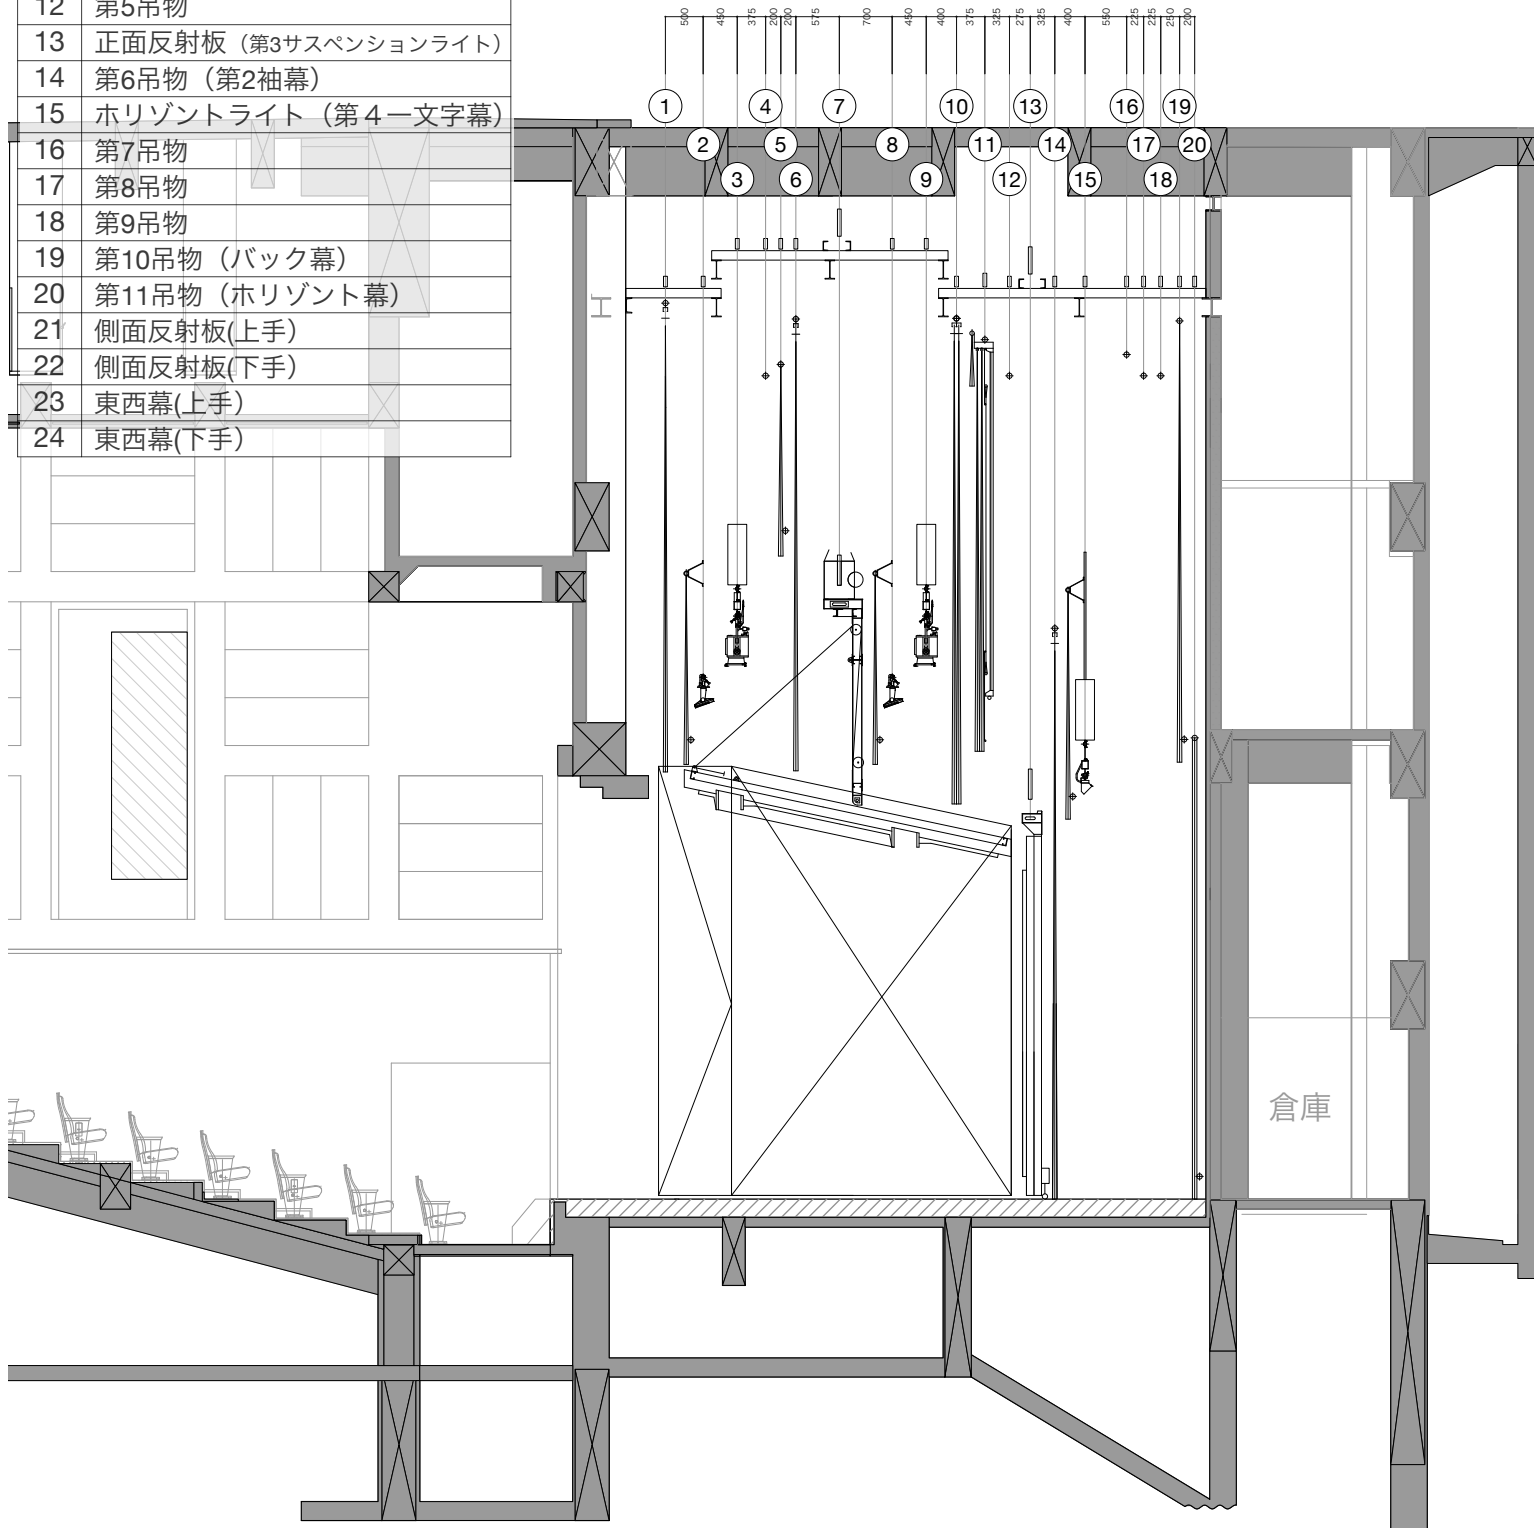 12 第5吊物
13 正面反射板（第3サスペンションライト）
14 第6吊物（第2袖幕）
15 ホリゾントライト（第４一文字幕）
16 第7吊物
17 第8吊物
18 第9吊物
19 第10吊物（バック幕）
20 第11吊物（ホリゾント幕）
21 側面反射板(上手）
22 側面反射板(下手）
23 東西幕(上手）
24 東西幕(下手）
500 450 375 200 200 575 700 450 400 375 325 275 325 400 550 225 225 250 200
1 4 7 10 13 16 19
2 5 8 11 14 17 20
3 6 9 12 15 18
倉庫